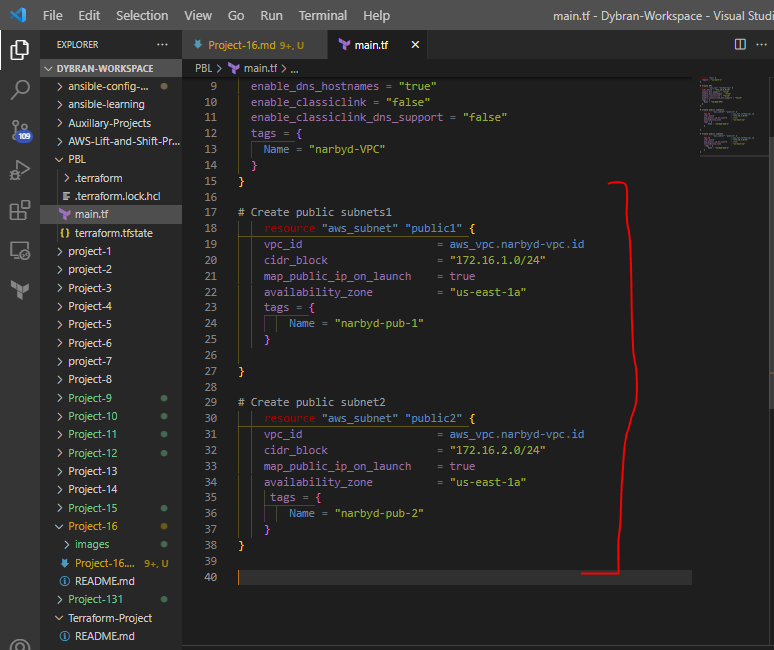 File Edit Selection View Go Run Terminal Help main.tf - Dybran-Workspace - Visual Studi
EXPLORER ...
DYBRAN-WORKSPACE
ansible-config-...
ansible-learning
Auxillary-Projects
AWS-Lift-and-Shift-Pr...
PBL
.terraform
.terraform.lock.hcl
main.tf
terraform.tfstate
project-1
project-2
Project-3
Project-4
Project-5
Project-6
project-7
Project-8
Project-9
Project-10
Project-11
Project-12
Project-13
Project-14
Project-15
Project-16
images
Project-16.... 9+, U
README.md
Project-131
Terraform-Project
README.md
109
Project-16.md 9+, U main.tf
PBL > main.tf > ...
9 enable_dns_hostnames = "true"
10 enable_classiclink = "false"
11 enable_classiclink_dns_support = "false"
12 tags = {
13 Name = "narbyd-VPC"
14 }
15 }
16
17 # Create public subnets1
18 resource "aws_subnet" "public1" {
19 vpc_id = aws_vpc.narbyd-vpc.id
20 cidr_block = "172.16.1.0/24"
21 map_public_ip_on_launch = true
22 availability_zone = "us-east-1a"
23 tags = {
24 Name = "narbyd-pub-1"
25 }
26
27 }
28
29 # Create public subnet2
30 resource "aws_subnet" "public2" {
31 vpc_id = aws_vpc.narbyd-vpc.id
32 cidr_block = "172.16.2.0/24"
33 map_public_ip_on_launch = true
34 availability_zone = "us-east-1a"
35 tags = {
36 Name = "narbyd-pub-2"
37 }
38 }
39
40